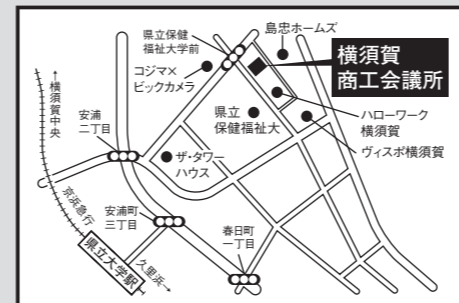 島忠ホームズ
県立保健
福祉大学前
横須賀
商工会議所
コジマ×
ビックカメラ
←横須賀中央
県立
保健福祉大
ハローワーク
横須賀
安浦
二丁目
ヴィスポ横須賀
ザ・タワー
ハウス
京浜急行
安浦町
三丁目
春日町
一丁目
県立大学駅
久里浜→